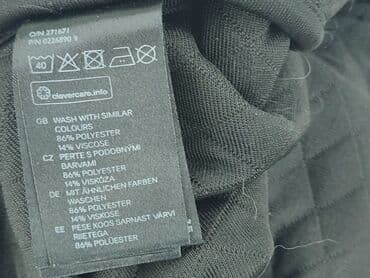 O/N 271671
P/N 0226890 9
40
clevercare.info
GB WASH WITH SIMILAR
COLOURS
86% POLYESTER
14% VISCOSE
CZ PERTE S PODOBNÝMI
BARVAMI
86% POLYESTER
14% VISKÓZA
DE MIT ÄHNLICHEN FARBEN
WASCHEN
86% POLYESTER
14% VISKOSE
EE PESE KOOS SARNAST VÄRVI
RIIETEGA
86% POLÜESTER